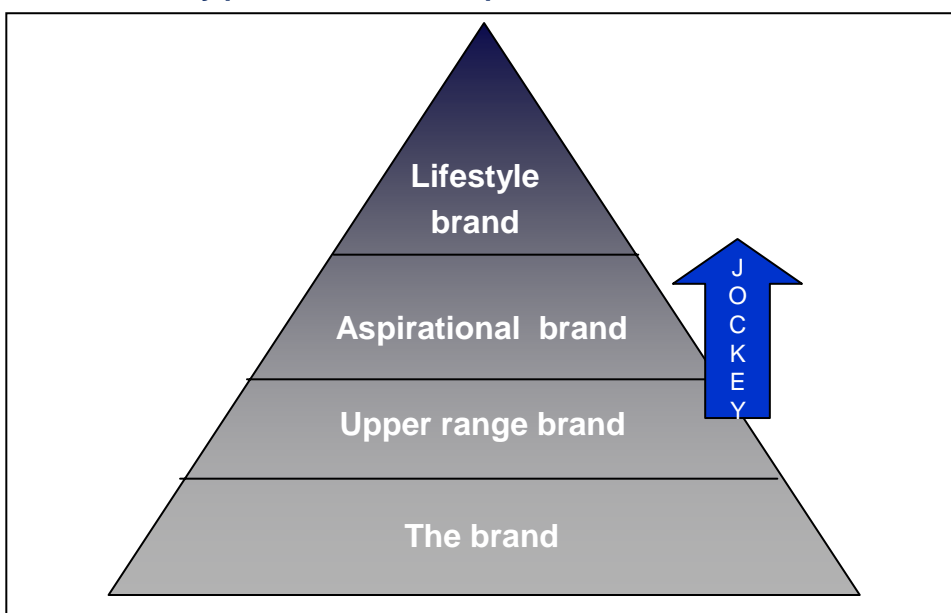 Lifestyle
brand
J
O
C
K
E
Y
Aspirational brand
Upper range brand
The brand